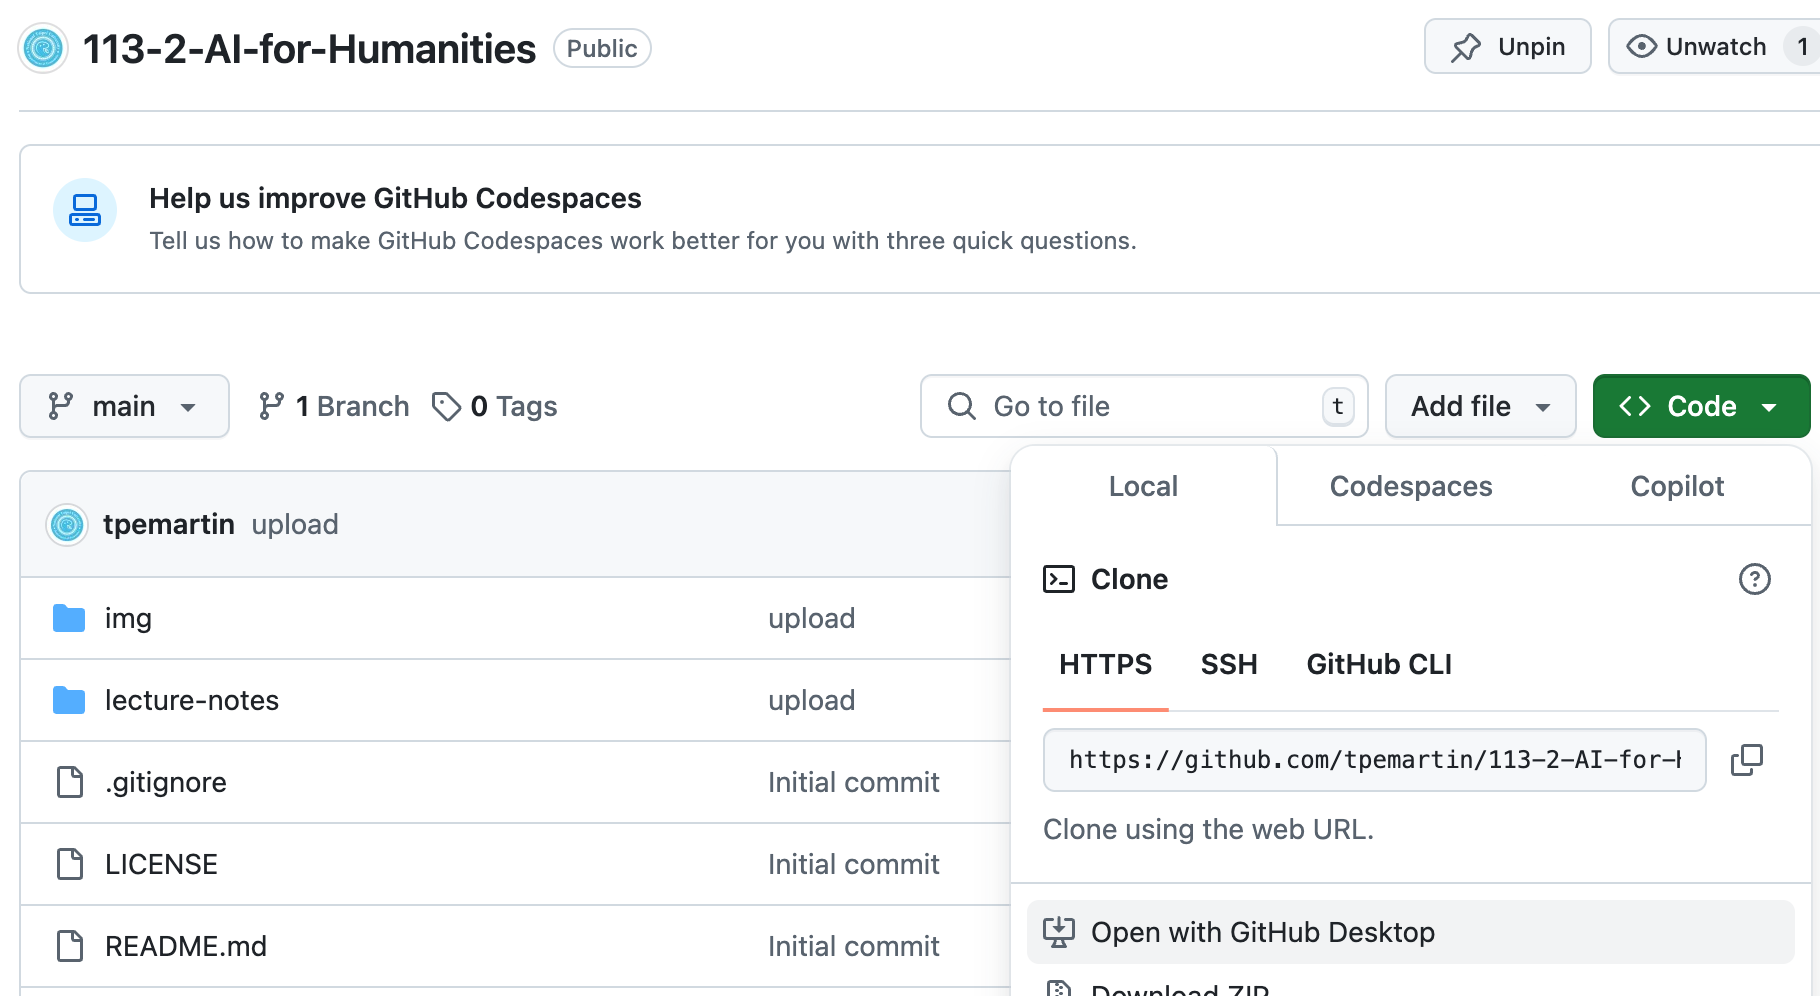 113-2-AI-for-Humanities Public Unpin Unwatch 1
Help us improve GitHub Codespaces
Tell us how to make GitHub Codespaces work better for you with three quick questions.
main 1 Branch 0 Tags Go to file t Add file Code
Local Codespaces Copilot
tpemartin upload
Clone
img upload
HTTPS SSH GitHub CLI
lecture-notes upload
https://github.com/tpemartin/113-2-AI-for-
.gitignore Initial commit
Clone using the web URL.
LICENSE Initial commit
Open with GitHub Desktop
README.md Initial commit
Download ZIP